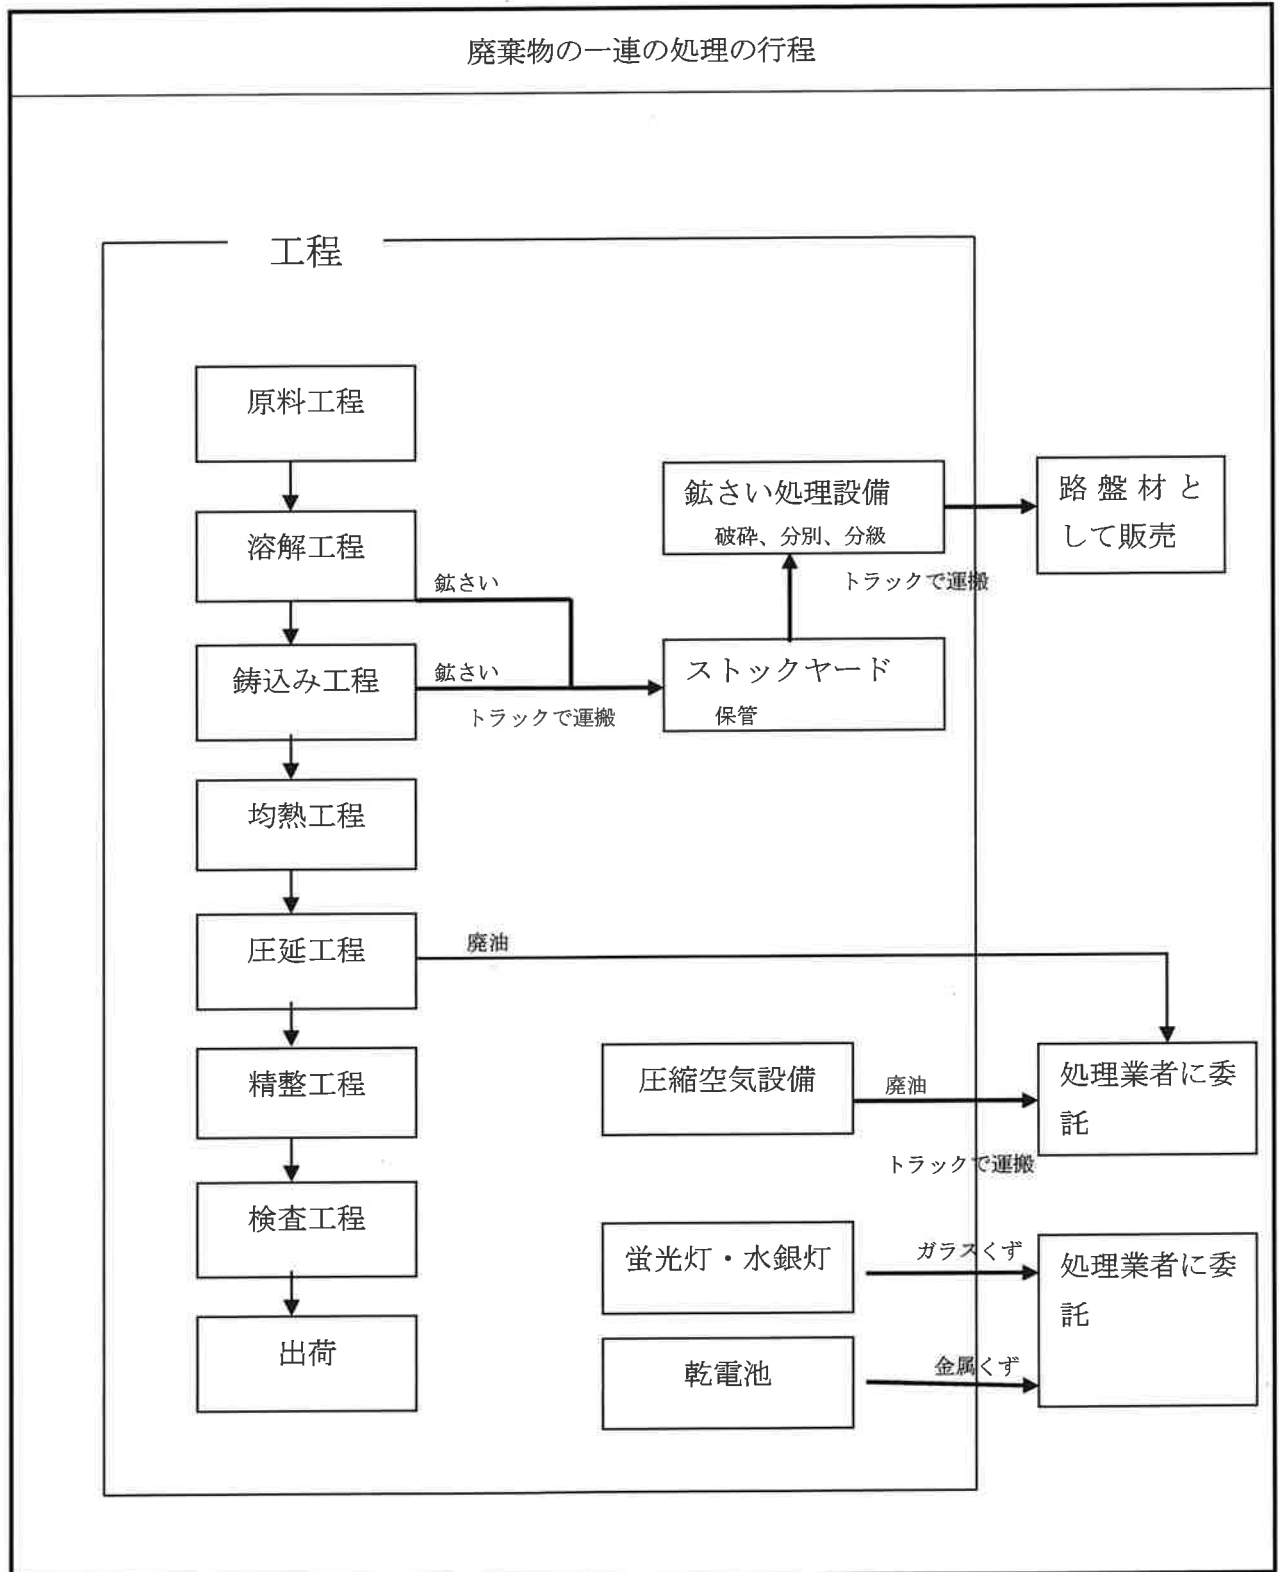 廃棄物の一連の処理の行程
工程
原料工程
鉱さい処理設備
破砕、分別、分級
路盤材と
して販売
溶解工程
鉱さい
トラックで運搬
鋳込み工程
鉱さい
トラックで運搬
ストックヤード
保管
均熱工程
圧延工程
廃油
精整工程
圧縮空気設備
廃油
処理業者に委
託
トラックで運搬
検査工程
蛍光灯・水銀灯
ガラスくず
処理業者に委
託
出荷
乾電池
金属くず